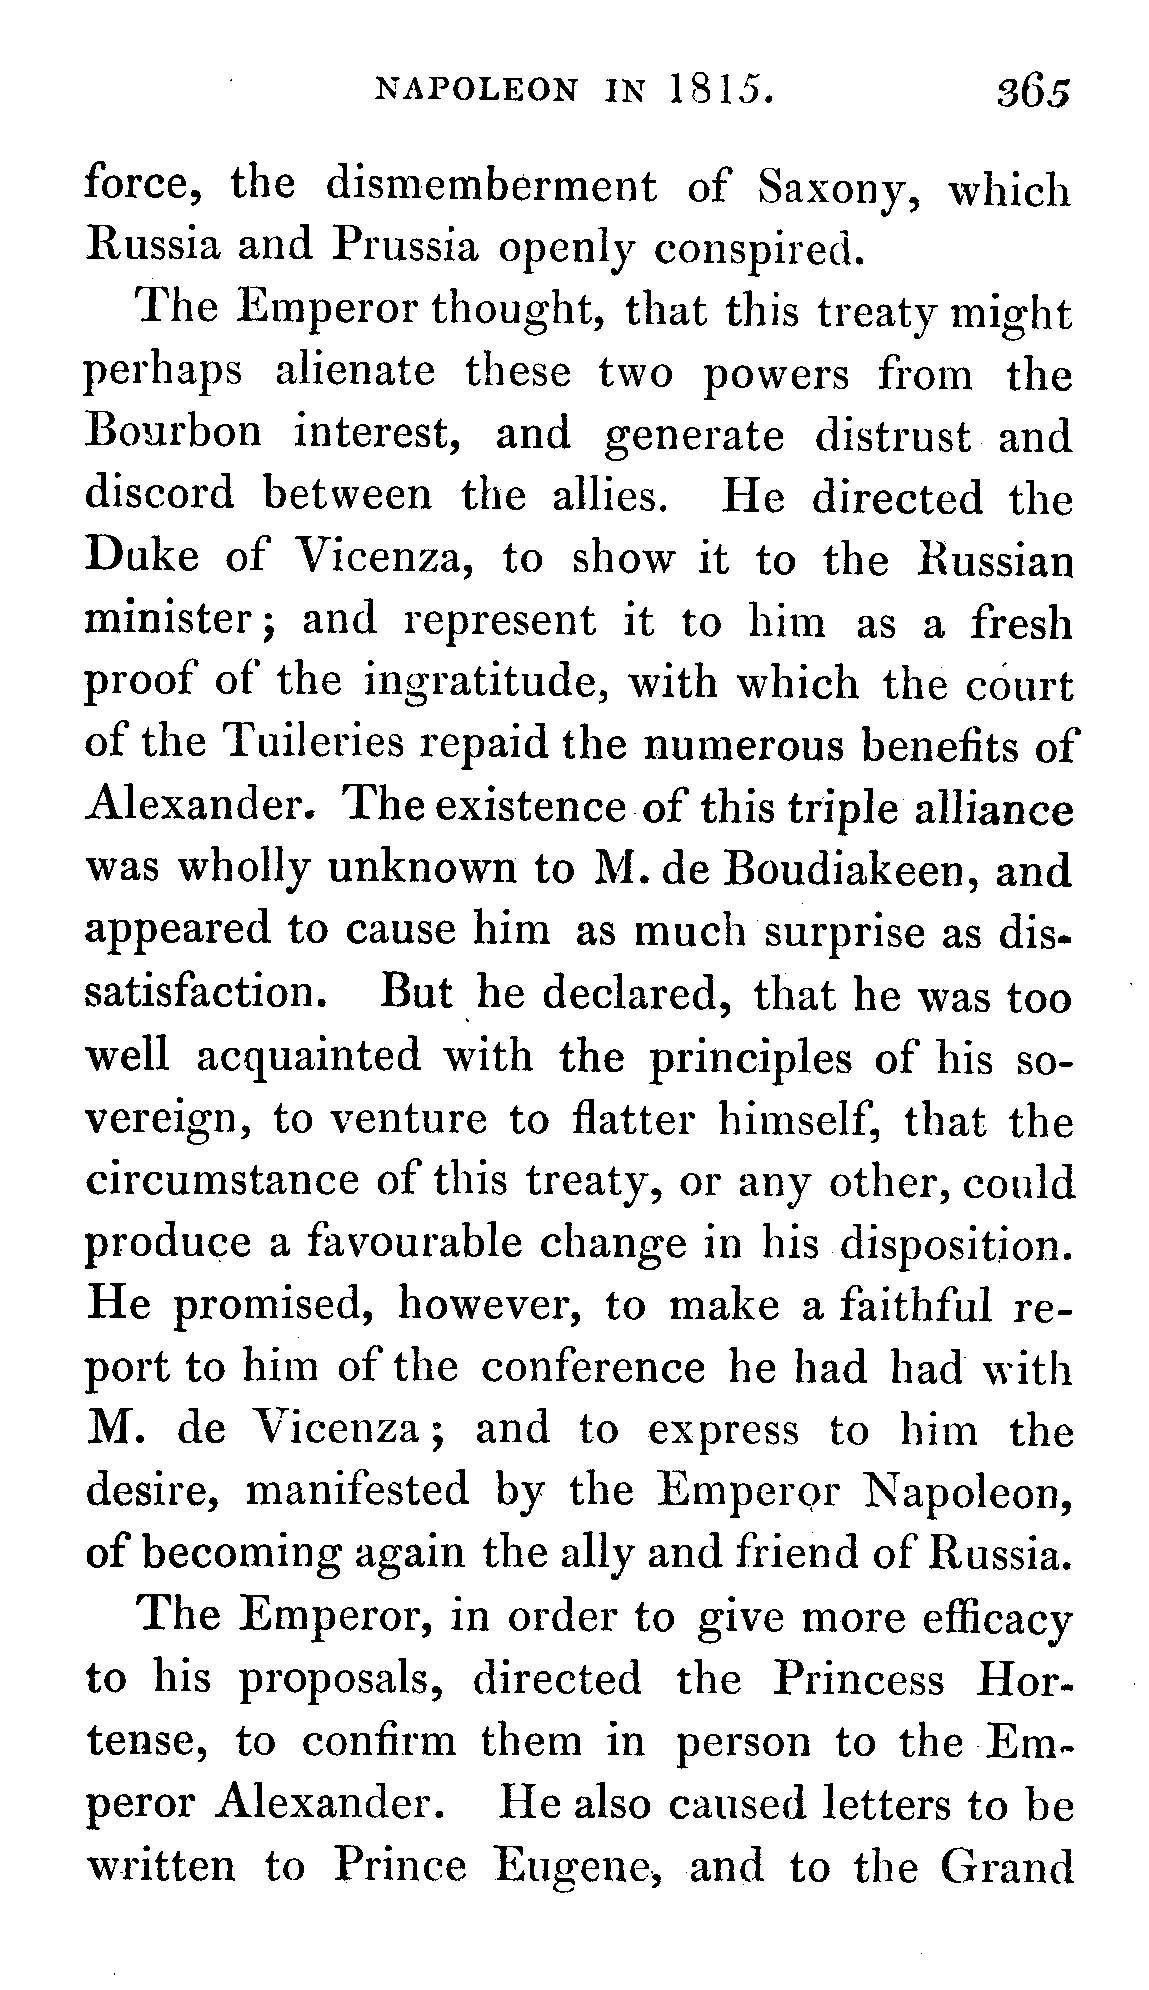 NAPOLEON IN 1815. 365
force, the dismemberment of Saxony, which
Russia and Prussia openly conspired.
The Emperor thought, that this treaty might
perhaps alienate these two powers from the
Bourbon interest, and generate distrust and
discord between the allies. He directed the
Duke of Vicenza, to show it to the Russian
minister; and represent it to him as a fresh
proof of the ingratitude, with which the court
of the Tuileries repaid the numerous benefits of
Alexander. The existence of this triple alliance
was wholly unknown to M. de Boudiakeen, and
appeared to cause him as much surprise as dis-
satisfaction. But he declared, that he was too
well acquainted with the principles of his so-
vereign, to venture to flatter himself, that the
circumstance of this treaty, or any other, could
produce a favourable change in his disposition.
He promised, however, to make a faithful re-
port to him of the conference he had had with
M. de Vicenza; and to express to him the
desire, manifested by the Emperor Napoleon,
of becoming again the ally and friend of Russia.
The Emperor, in order to give more efficacy
to his proposals, directed the Princess Hor-
tense, to confirm them in person to the Em-
peror Alexander. He also caused letters to be
written to Prince Eugene, and to the Grand